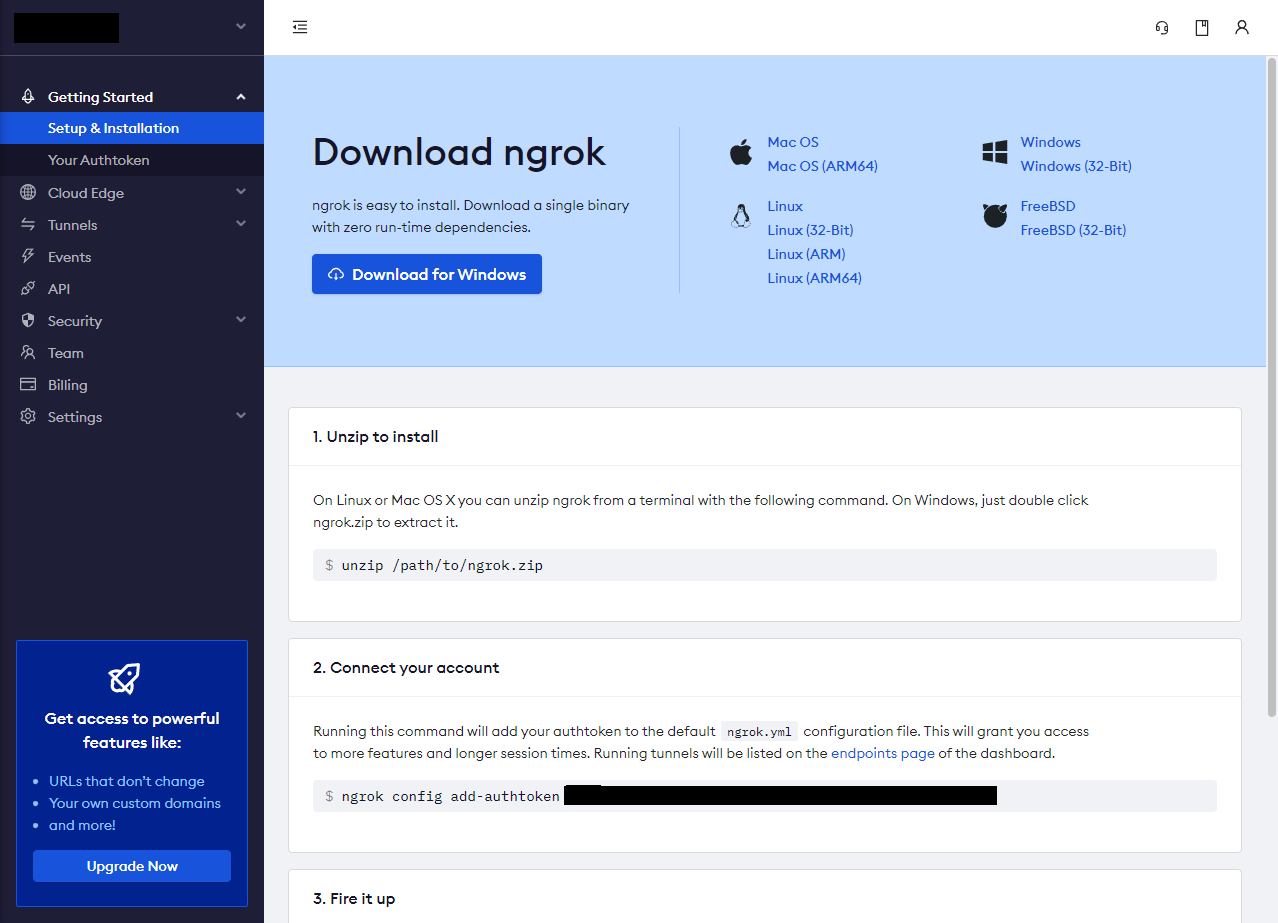 Getting Started
Setup & Installation
Your Authtoken
Cloud Edge
Tunnels
Events
API
Security
Team
Billing
Settings
Get access to powerful
features like:
URLs that don't change
Your own custom domains
and more!
Upgrade Now
Download ngrok
ngrok is easy to install. Download a single binary
with zero run-time dependencies.
Download for Windows
Mac OS
Mac OS (ARM64)
Linux
Linux (32-Bit)
Linux (ARM)
Linux (ARM64)
Windows
Windows (32-Bit)
FreeBSD
FreeBSD (32-Bit)
1. Unzip to install
On Linux or Mac OS X you can unzip ngrok from a terminal with the following command. On Windows, just double click
ngrok.zip to extract it.
$ unzip /path/to/ngrok.zip
2. Connect your account
Running this command will add your authtoken to the default ngrok.yml configuration file. This will grant you access
to more features and longer session times. Running tunnels will be listed on the endpoints page of the dashboard.
$ ngrok config add-authtoken
3. Fire it up